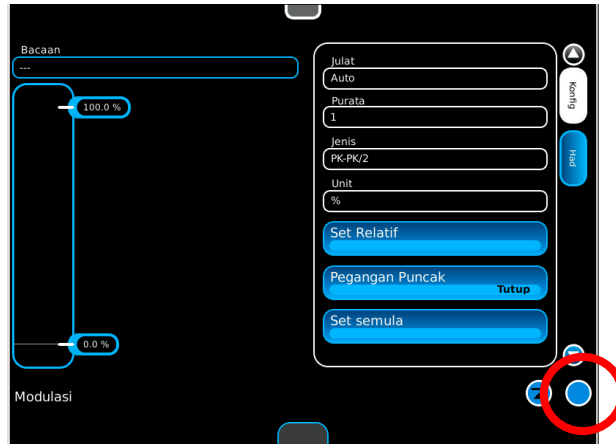 Bacaan
---
100.0 %
0.0 %
Modulasi
Julat
Auto
Purata
1
Jenis
PK-PK/2
Unit
%
Set Relatif
Pegangan Puncak
Tutup
Set semula
Konfig
Had